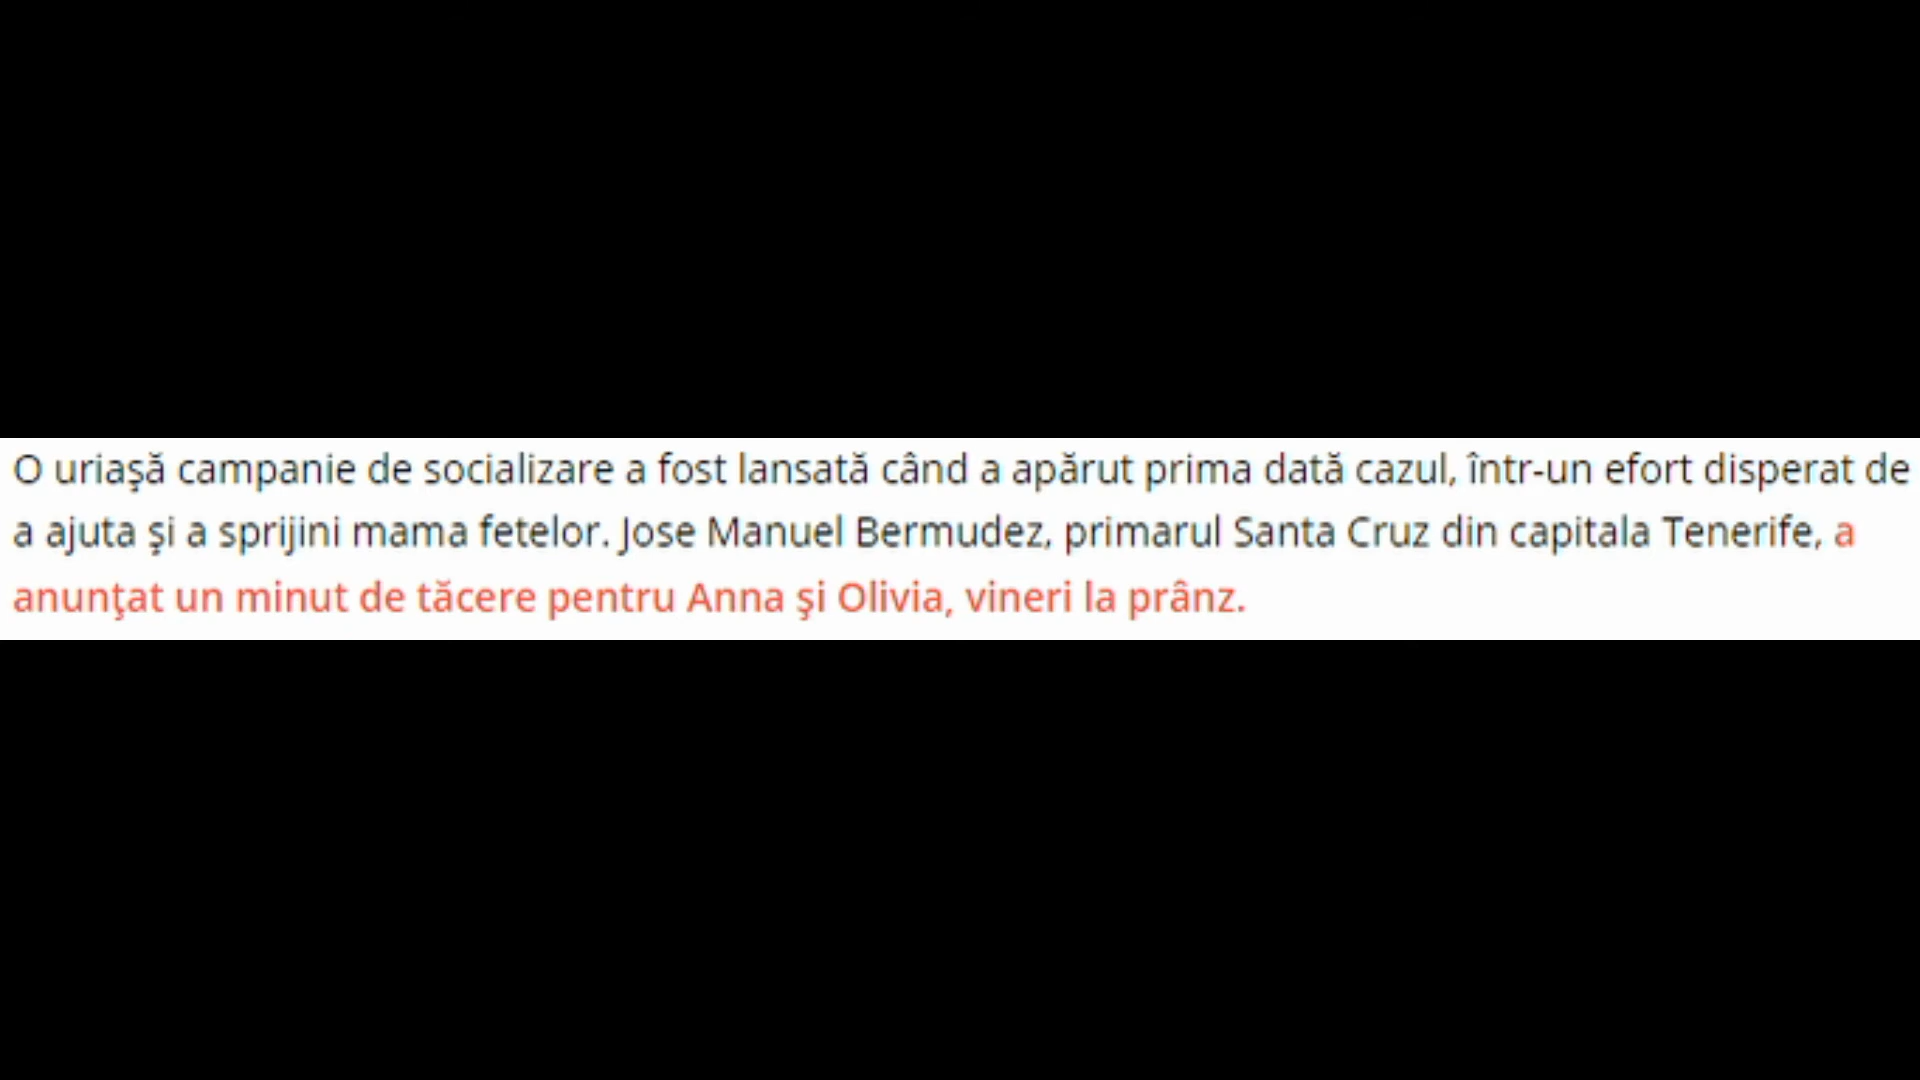 O uriaşă campanie de socializare a fost lansată când a apărut prima dată cazul, într-un efort disperat de
a ajuta și a sprijini mama fetelor. Jose Manuel Bermudez, primarul Santa Cruz din capitala Tenerife, a
anunţat un minut de tăcere pentru Anna şi Olivia, vineri la prânz.